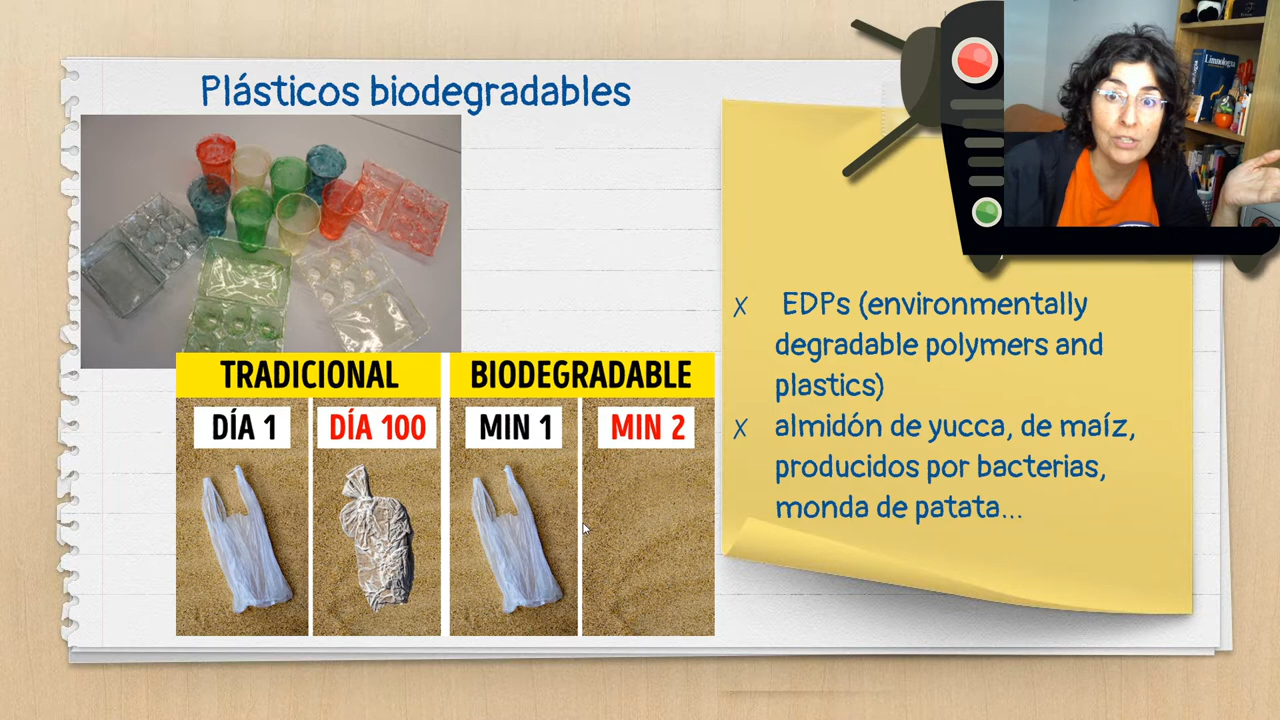 Plásticos biodegradables
TRADICIONAL
BIODEGRADABLE
DÍA 1
DÍA 100
MIN 1
MIN 2
x EDPs (environmentally
degradable polymers and
plastics)
x almidón de yucca, de maíz,
producidos por bacterias,
monda de patata...
Limnología